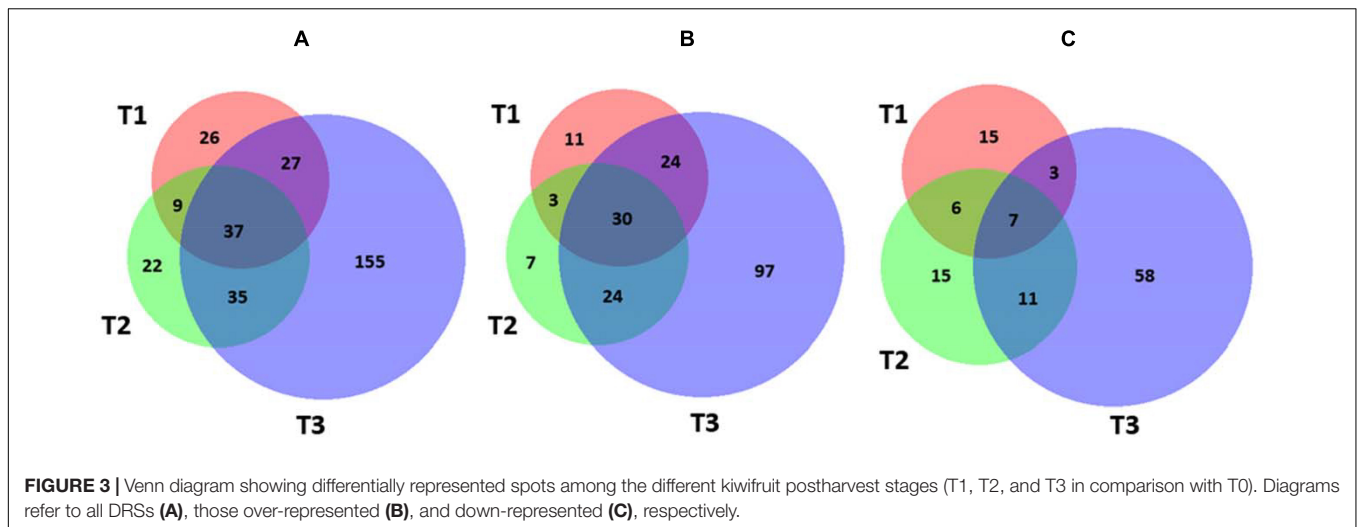 A
B
C
T1
26
27
9
37
22
35
155
T2
T3
T1
11
24
3
30
7
24
97
T2
T3
T1
15
3
6
7
15
11
58
T2
T3
FIGURE 3 | Venn diagram showing differentially represented spots among the different kiwifruit postharvest stages (T1, T2, and T3 in comparison with T0). Diagrams
refer to all DRSs (A), those over-represented (B), and down-represented (C), respectively.